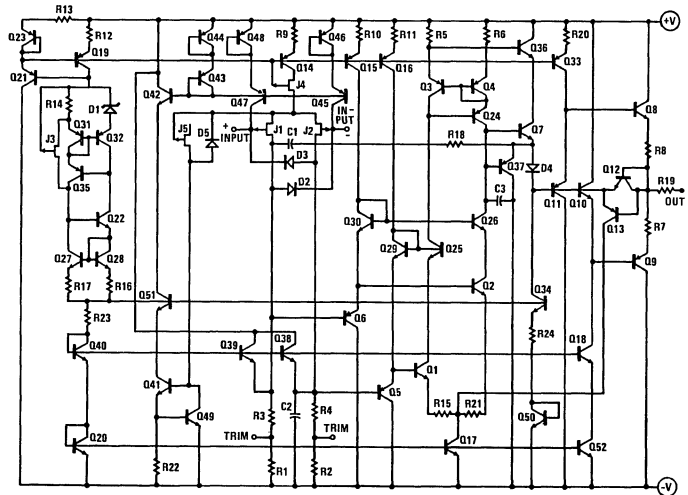 R13
+V
Q23
R12
Q44
Q48
R9
Q46
R10
R11
R5
R6
Q36
R20
Q19
Q14
Q15
Q16
Q33
Q21
Q43
J4
Q3
Q4
Q8
R14
D1
Q42
Q47
Q45
Q24
J3
Q31
Q32
J5
D5
+
INPUT
J1
C1
J2
IN-
PUT
-
R18
Q7
R8
Q35
D3
Q37
D4
Q12
R19
OUT
D2
C3
Q11
Q10
Q13
Q22
Q30
Q26
R7
Q27
Q28
Q29
Q25
Q9
R17
R16
Q51
Q2
Q34
R23
Q6
R24
Q40
Q39
Q38
Q18
Q41
Q1
Q5
Q49
C2
R3
R4
R15
R21
Q50
TRIM
TRIM
Q20
Q17
Q52
R22
R1
R2
-V